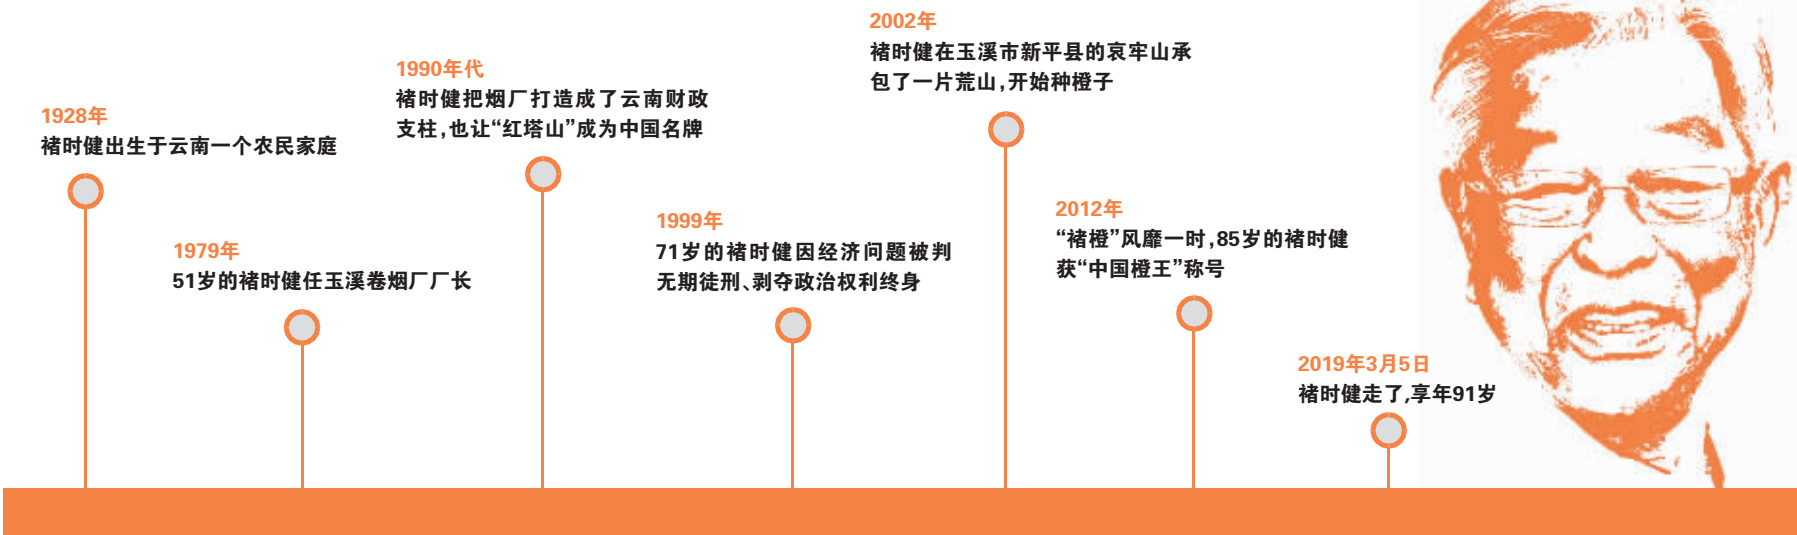 1928年
褚时健出生于云南一个农民家庭
1979年
51岁的褚时健任玉溪卷烟厂厂长
1990年代
褚时健把烟厂打造成了云南财政
支柱,也让“红塔山”成为中国名牌
1999年
71岁的褚时健因经济问题被判
无期徒刑、剥夺政治权利终身
2002年
褚时健在玉溪市新平县的哀牢山承
包了一片荒山,开始种橙子
2012年
“褚橙”风靡一时,85岁的褚时健
获“中国橙王”称号
2019年3月5日
褚时健走了,享年91岁